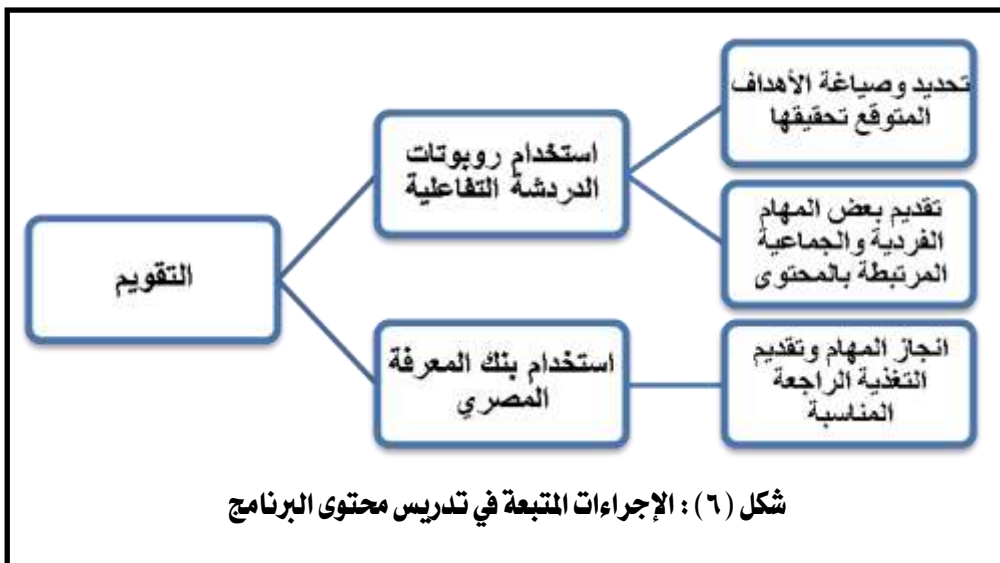 تحديد وصياغة الأهداف
المتوقع تحقيقها
استخدام روبوتات
الدردشة التفاعلية
تقديم بعض المهام
الفردية والجماعية
المرتبطة بالمحتوى
التقويم
استخدام بنك المعرفة
المصري
انجاز المهام وتقديم
التغذية الراجعة
المناسبة
شكل (٦) : الإجراءات المتبعة في تدريس محتوى البرنامج